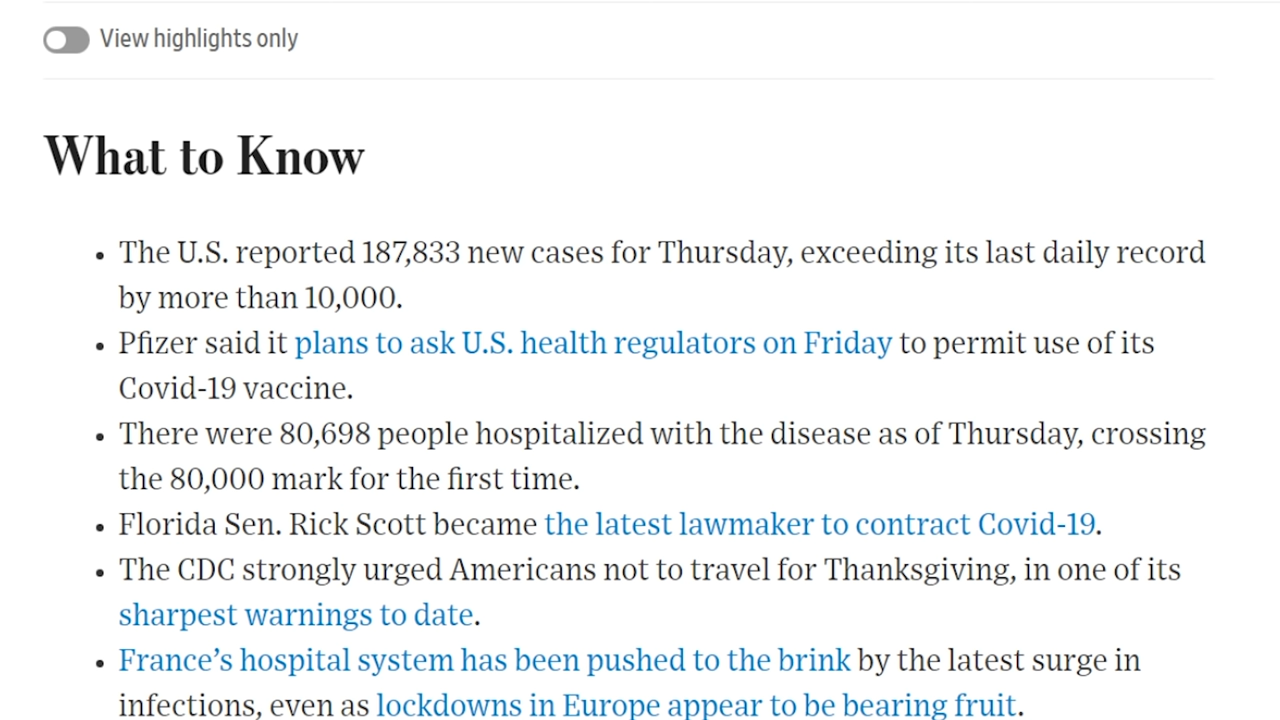 View highlights only
What to Know
• The U.S. reported 187,833 new cases for Thursday, exceeding its last daily record
by more than 10,000.
• Pfizer said it plans to ask U.S. health regulators on Friday to permit use of its
Covid-19 vaccine.
• There were 80,698 people hospitalized with the disease as of Thursday, crossing
the 80,000 mark for the first time.
• Florida Sen. Rick Scott became the latest lawmaker to contract Covid-19.
• The CDC strongly urged Americans not to travel for Thanksgiving, in one of its
sharpest warnings to date.
• France’s hospital system has been pushed to the brink by the latest surge in
infections, even as lockdowns in Europe appear to be bearing fruit.